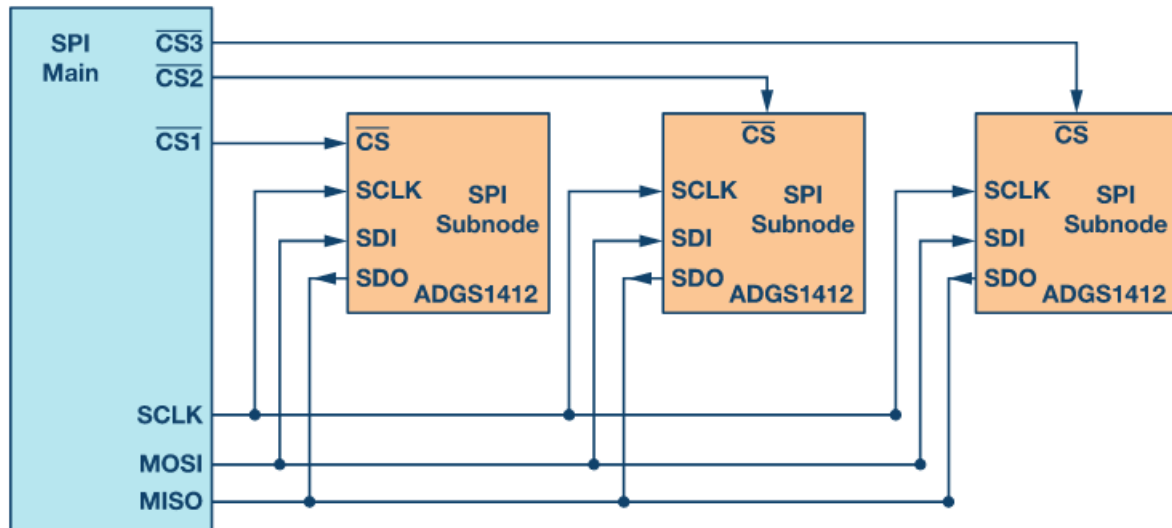 SPI
Main
CS3
CS2
CS1
SCLK
MOSI
MISO
CS
SCLK
SDI
SDO
SPI
Subnode
ADGS1412
CS
SCLK
SDI
SDO
SPI
Subnode
ADGS1412
CS
SCLK
SDI
SDO
SPI
Subnode
ADGS1412